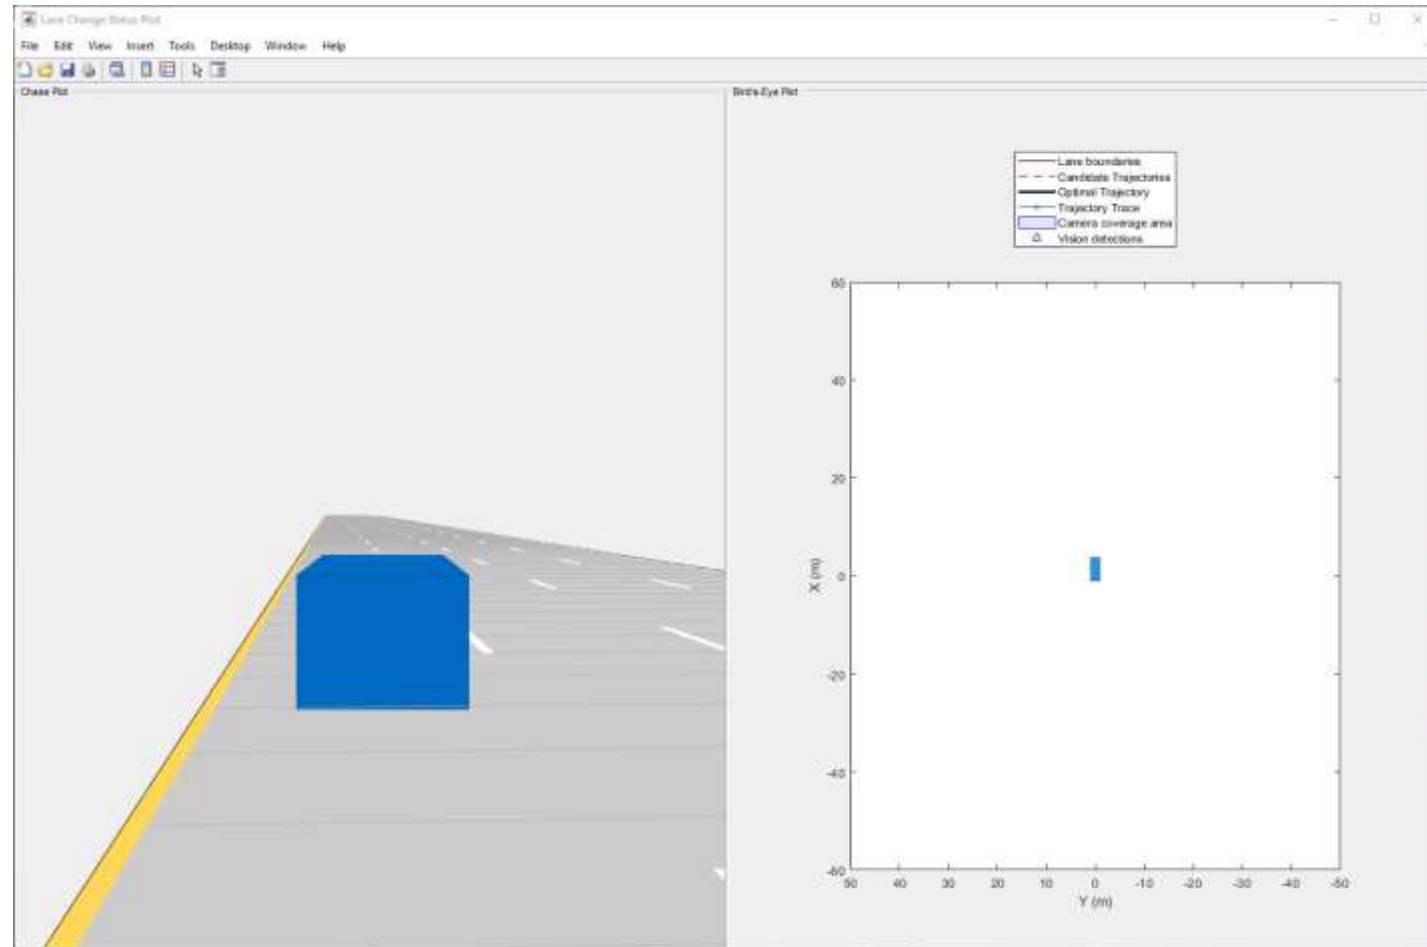 Lane Change Status Plot
File Edit View Insert Tools Desktop Window Help
Chase Plot
Bird's-Eye Plot
Lane boundaries
Candidate Trajectories
Optimal Trajectory
Trajectory Trace
Camera coverage area
Vision detections
60
40
20
0
-20
-40
-60
X (m)
50 40 30 20 10 0 -10 -20 -30 -40 -50
Y (m)